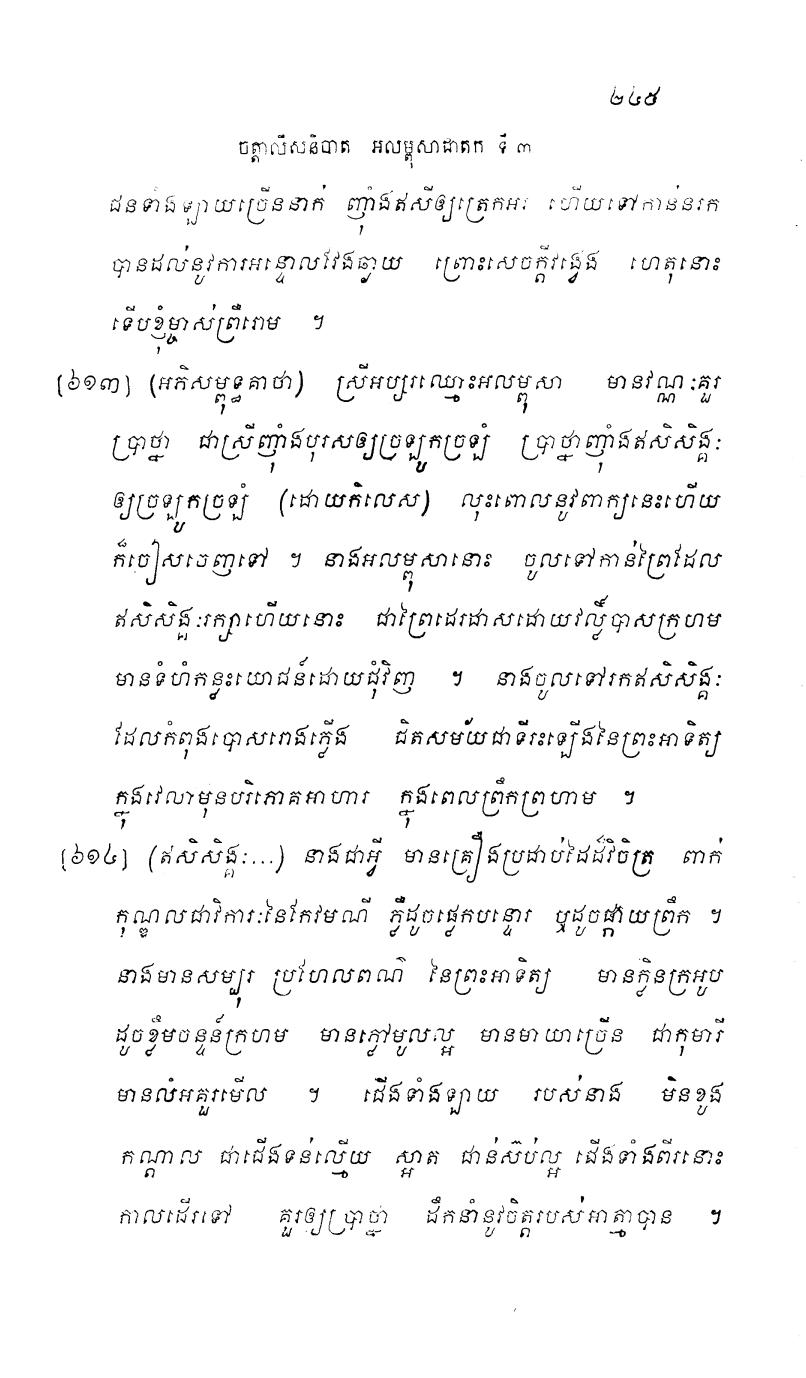 ២៤៥
ចត្តាលីសនិបាត អលម្ពុសាជាតក ទី ៣
ជនទាំងឡាយច្រើននាក់ ញ៉ាំងឥសីឲ្យត្រេកអរ ហើយទៅកាន់នរក
បានដល់នូវការអន្ទោលវែងឆ្ងាយ ព្រោះសេចក្តីវង្វេង ហេតុនោះ
ទើបខ្ញុំម្ចាស់ព្រឺរោម ។
[៦១៣] (អភិសម្ពុទ្ធគាថា) ស្រីអប្សរឈ្មោះអលម្ពុសា មានវណ្ណៈគួរ
ប្រាថ្នា ជាស្រីញ៉ាំងបុរសឲ្យច្រឡូកច្រឡំ ប្រាថ្នាញ៉ាំងឥសិសិង្គៈ
ឲ្យច្រឡូកច្រឡំ (ដោយកិលេស) លុះពោលនូវពាក្យនេះហើយ
ក៏ចៀសចេញទៅ ។ នាងអលម្ពុសានោះ ចូលទៅកាន់ព្រៃដែល
ឥសិសិង្គៈរក្សាហើយនោះ ជាព្រៃដេរដាសដោយវល្លិ៍បាសក្រហម
មានទំហំកន្លះយោជន៍ដោយជុំវិញ ។ នាងចូលទៅរកឥសិសិង្គៈ
ដែលកំពុងបោសរោងភ្លើង ជិតសម័យជាទីរះឡើងនៃព្រះអាទិត្យ
ក្នុងវេលាមុនបរិភោគអាហារ ក្នុងពេលព្រឹកព្រហាម ។
[៦១៤] (ឥសិសិង្គៈ...) នាងជាអ្វី មានគ្រឿងប្រដាប់ដៃដ៏វិចិត្រ ពាក់
កុណ្ឌលជាវិការៈនៃកែវមណី ភ្លឺដូចផ្លេកបន្ទោរ ឬដូចផ្កាយព្រឹក ។
នាងមានសម្បុរ ប្រហែលពណ៌ នៃព្រះអាទិត្យ មានក្លិនក្រអូប
ដូចខ្លឹមចន្ទន៍ក្រហម មានភ្លៅមូលល្អ មានមាយាច្រើន ជាកុមារី
មានលំអគួរមើល ។ ជើងទាំងឡាយ របស់នាង មិនខូង
កណ្តាល ជាជើងទន់ល្មើយ ស្អាត ជាន់ស៊ប់ល្អ ជើងទាំងពីរនោះ
កាលដើរទៅ គួរឲ្យប្រាថ្នា ដឹកនាំនូវចិត្តរបស់អាត្មាបាន ។